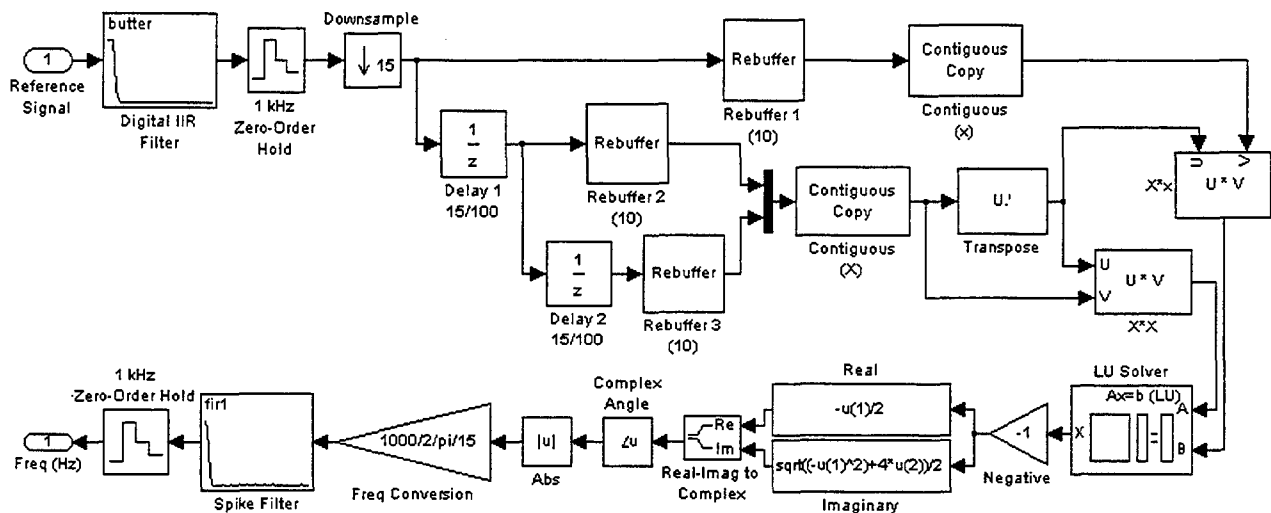 butter
1
Reference
Signal
Digital IIR
Filter
1 kHz
Zero-Order
Hold
Downsample
↓ 15
Rebuffer
Rebuffer 1
(10)
Contiguous
Copy
Contiguous
(x)
1
z
Delay 1
15/100
Rebuffer
Rebuffer 2
(10)
1
z
Delay 2
15/100
Rebuffer
Rebuffer 3
(10)
Contiguous
Copy
Contiguous
(X)
U.'
Transpose
U
V
U * V
X*x
U
V
U * V
X*X
LU Solver
Ax=b (LU)
A
B
X
=
-1
Negative
Real
-u(1)/2
sqrt((-u(1)^2)+4*u(2))/2
Imaginary
Re
Im
Real-Imag to
Complex
Complex
Angle
∠u
|u|
Abs
1000/2/pi/15
Freq Conversion
fir1
Spike Filter
1 kHz
Zero-Order Hold
1
Freq (Hz)